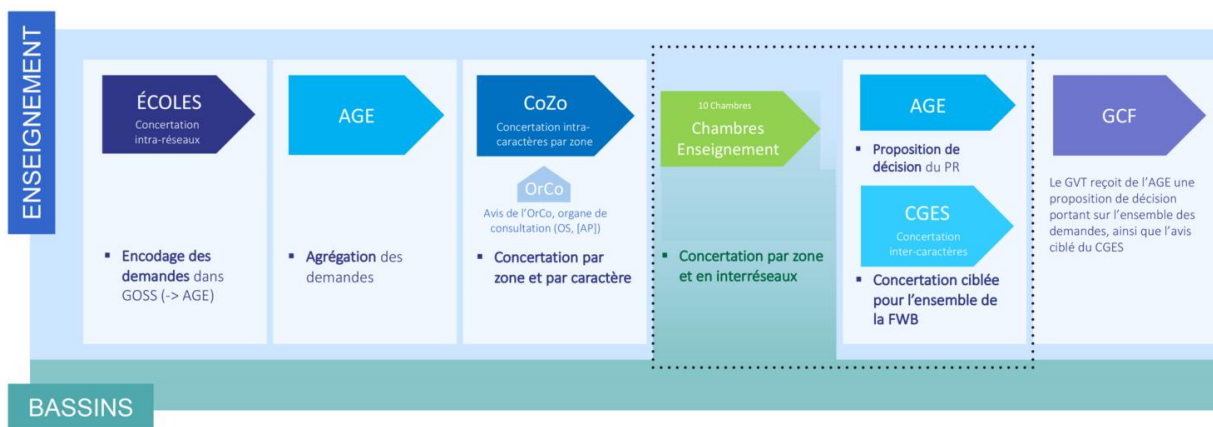 ENSEIGNEMENT
ÉCOLES
Concertation
intra-réseaux
▪ Encodage des
demandes dans
GOSS (-> AGE)
AGE
▪ Agrégation des
demandes
CoZo
Concertation intra-
caractères par zone
OrCo
Avis de l'OrCo, organe de
consultation (OS, [AP])
▪ Concertation par
zone et par caractère
10 Chambres
Chambres
Enseignement
▪ Concertation par zone
et en interréseaux
AGE
▪ Proposition de
décision du PR
CGES
Concertation
inter-caractères
▪ Concertation ciblée
pour l'ensemble de
la FWB
GCF
Le GVT reçoit de l'AGE une
proposition de décision
portant sur l'ensemble des
demandes, ainsi que l'avis
ciblé du CGES
BASSINS